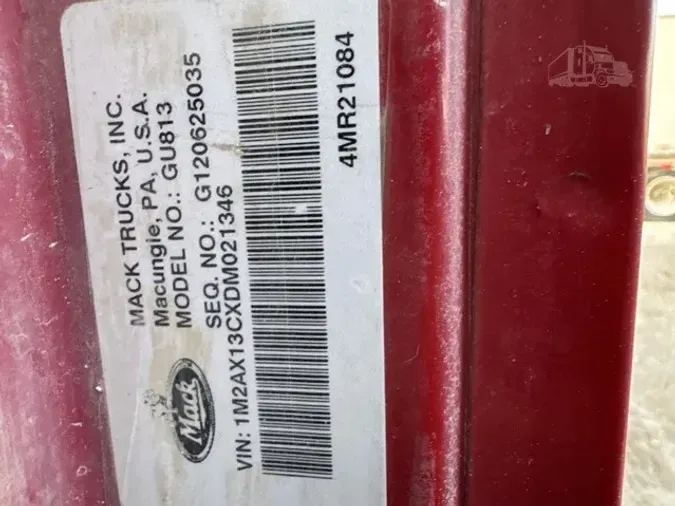 MACK TRUCKS, INC.
Macungie, PA, U.S.A.
MODEL NO.: GU813
SEQ. NO.: G120625035
Mack
VIN: 1M2AX13CXDM021346
4MR21084